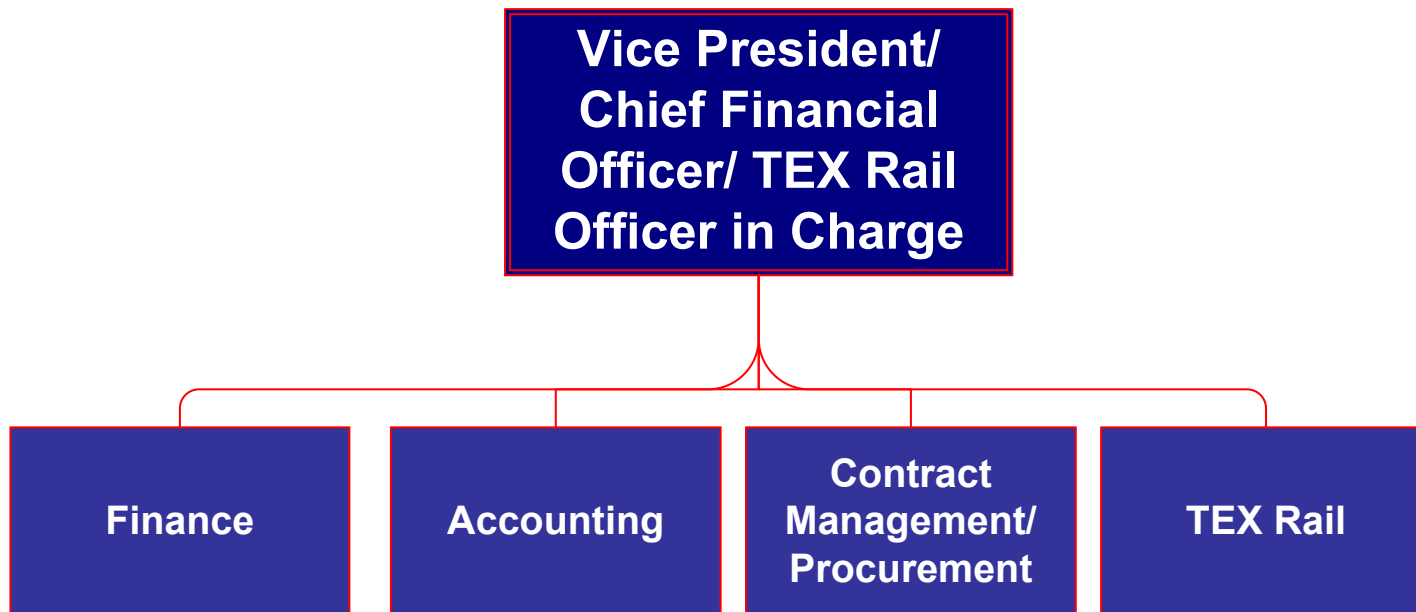 Vice President/
Chief Financial
Officer/ TEX Rail
Officer in Charge
Finance
Accounting
Contract
Management/
Procurement
TEX Rail